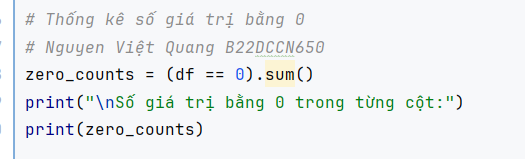 # Thống kê số giá trị bằng 0
# Nguyen Việt Quang B22DCCN650
zero_counts = (df == 0).sum()
print("\nSố giá trị bằng 0 trong từng cột:")
print(zero_counts)